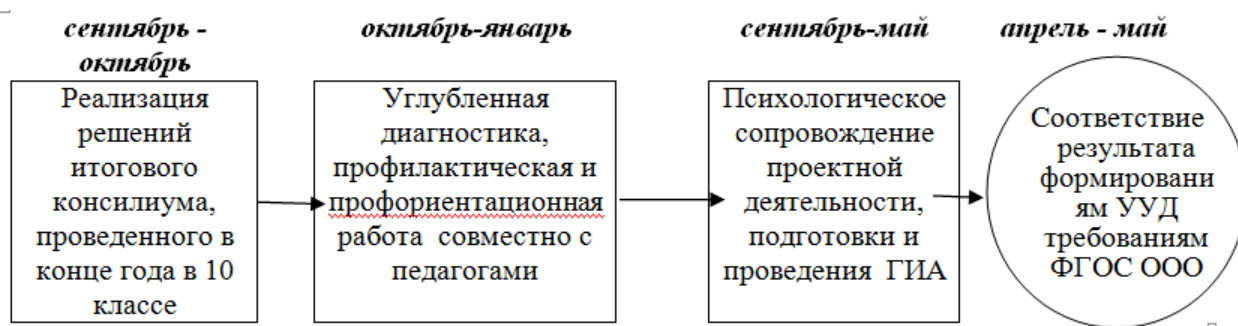 сентябрь -
октябрь
октябрь-январь
сентябрь-май
апрель - май
Реализация
решений
итогового
консилиума,
проведенного в
конце года в 10
классе
Углубленная
диагностика,
профилактическая и
профориентационная
работа совместно с
педагогами
Психологическое
сопровождение
проектной
деятельности,
подготовки и
проведения ГИА
Соответствие
результата
формировани
ям УУД
требованиям
ФГОС ООО